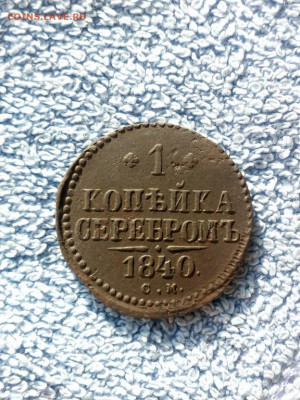 COINS.LAVE.RU
1
КОПѢЙКА
СЕРЕБРОМЪ
1840.
С.М.